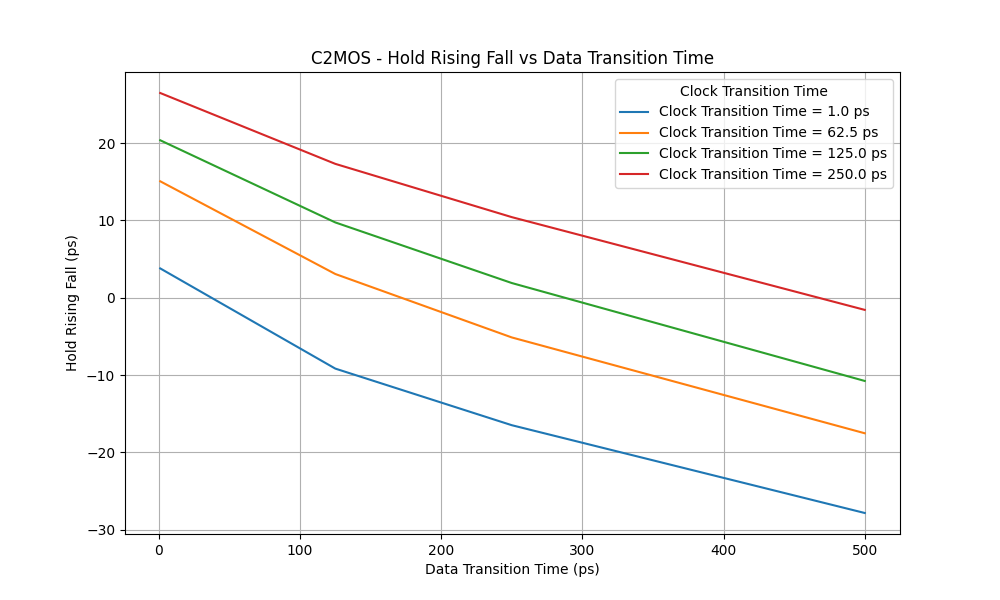 C2MOS - Hold Rising Fall vs Data Transition Time
Clock Transition Time
Clock Transition Time = 1.0 ps
Clock Transition Time = 62.5 ps
Clock Transition Time = 125.0 ps
Clock Transition Time = 250.0 ps
Hold Rising Fall (ps)
20
10
0
−10
−20
−30
0 100 200 300 400 500
Data Transition Time (ps)